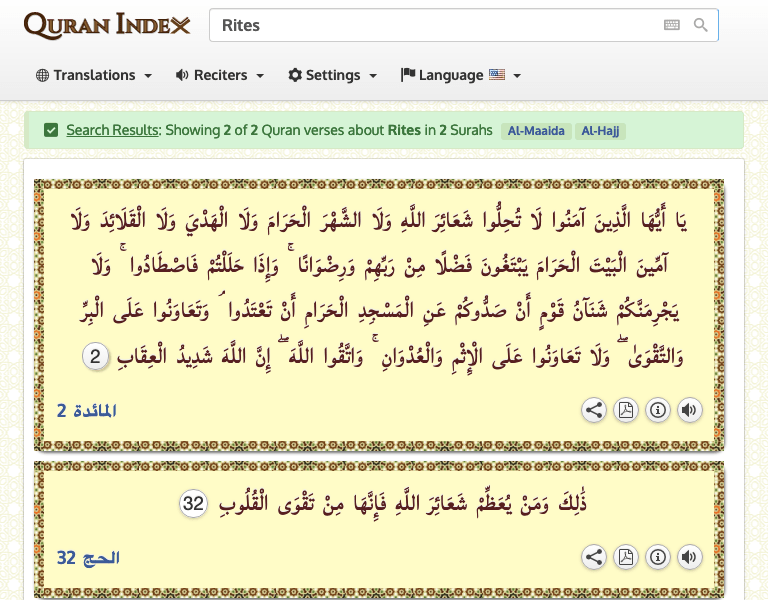 QURAN INDEX
Rites
Translations Reciters Settings Language
Search Results: Showing 2 of 2 Quran verses about Rites in 2 Surahs Al-Maaida Al-Hajj
يَا أَيُّهَا الَّذِينَ آمَنُوا لَا تُحِلُّوا شَعَائِرَ اللَّهِ وَلَا الشَّهْرَ الْحَرَامَ وَلَا الْهَدْيَ وَلَا الْقَلَائِدَ وَلَا
آمِّينَ الْبَيْتَ الْحَرَامَ يَبْتَغُونَ فَضْلًا مِنْ رَبِّهِمْ وَرِضْوَانًا ۚ وَإِذَا حَلَلْتُمْ فَاصْطَادُوا ۚ وَلَا
يَجْرِمَنَّكُمْ شَنَآنُ قَوْمٍ أَنْ صَدُّوكُمْ عَنِ الْمَسْجِدِ الْحَرَامِ أَنْ تَعْتَدُوا ۘ وَتَعَاوَنُوا عَلَى الْبِرِّ
وَالتَّقْوَىٰ ۖ وَلَا تَعَاوَنُوا عَلَى الْإِثْمِ وَالْعُدْوَانِ ۚ وَاتَّقُوا اللَّهَ ۖ إِنَّ اللَّهَ شَدِيدُ الْعِقَابِ 2
المائدة 2
ذَٰلِكَ وَمَنْ يُعَظِّمْ شَعَائِرَ اللَّهِ فَإِنَّهَا مِنْ تَقْوَى الْقُلُوبِ 32
الحج 32